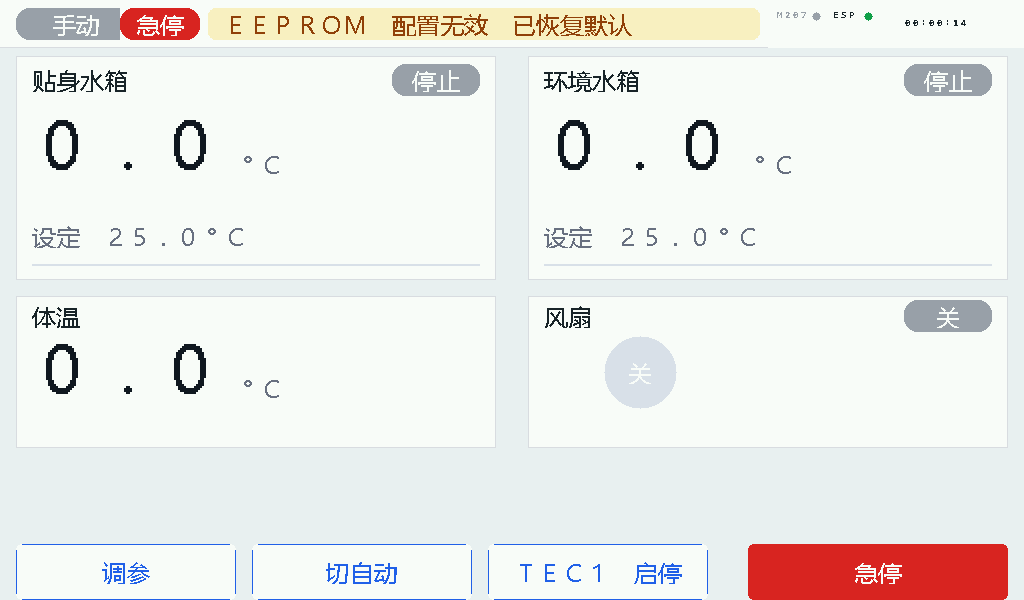 手动 急停 EEPROM 配置无效 已恢复默认 M207 ESP 00:00:14
贴身水箱 停止
0.0 °C
设定 25.0°C
环境水箱 停止
0.0 °C
设定 25.0°C
体温
0.0 °C
风扇 关
关
调参 切自动 TEC1 启停 急停